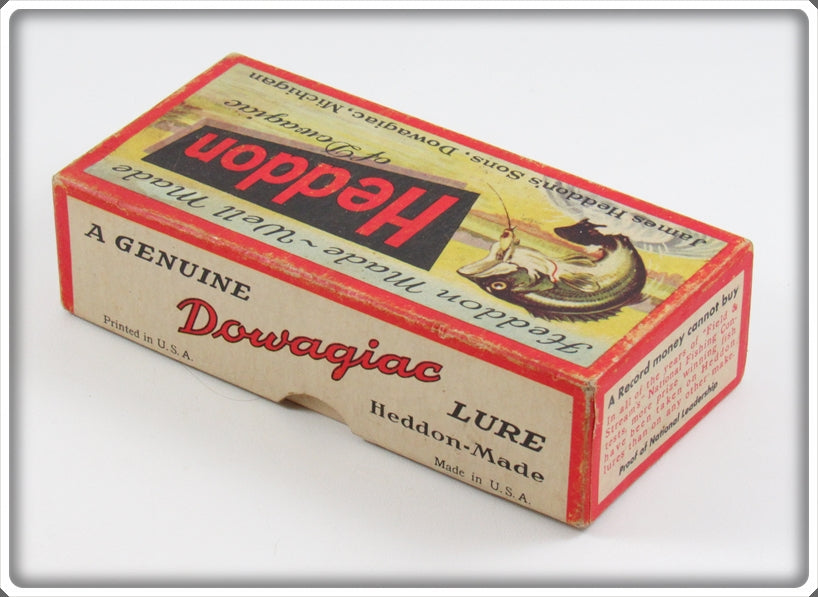 James Heddon's Sons, Dowagiac, Michigan
Heddon
of Dowagiac
Heddon Made ~ Well Made
A GENUINE
Dowagiac
LURE
Printed in U.S.A.
Heddon-Made
Made in U.S.A.
A Record money cannot buy
In all of the years of "Field &
Stream's" National Fishing Con-
tests, more prize winning fish
have been taken on Heddon
lures than on any other make.
Proof of National Leadership